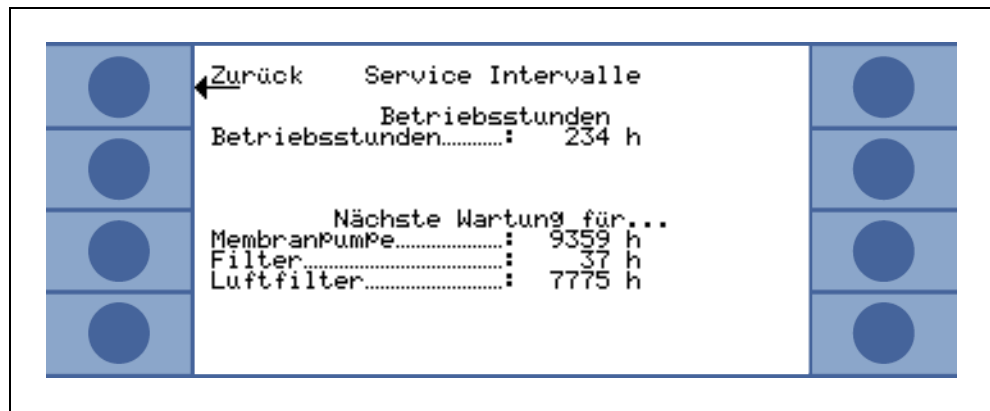 Zurück Service Intervalle
Betriebsstunden
Betriebsstunden............: 234 h
Nächste Wartung für...
Membranpumpe....................: 9359 h
Filter.....................................: 37 h
Luftfilter..........................: 7775 h